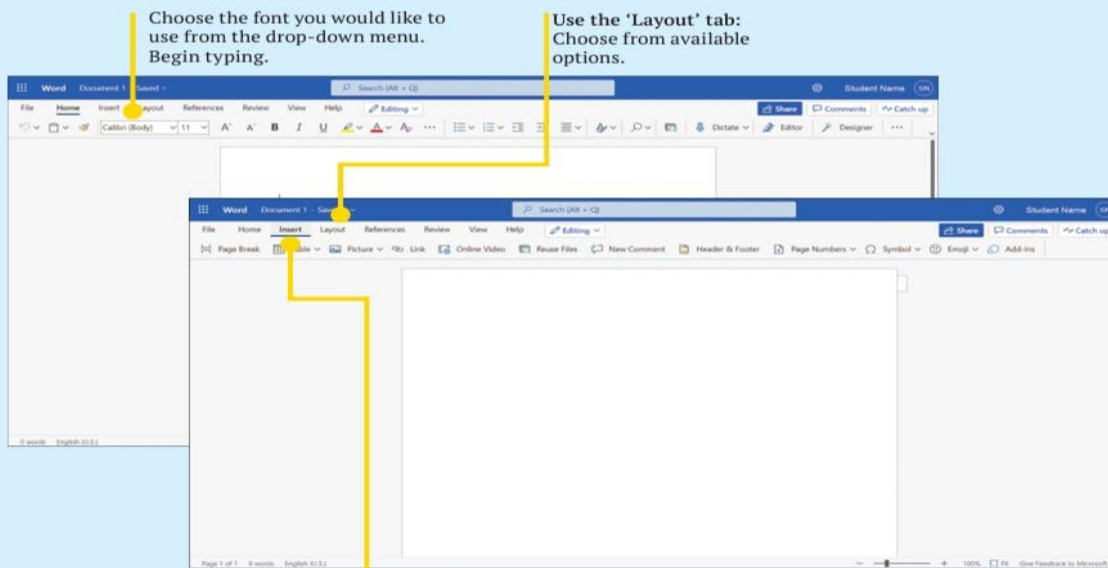 Choose the font you would like to
use from the drop-down menu.
Begin typing.
Use the ‘Layout’ tab:
Choose from available
options.
Word Document 1 - Saved
Search (Alt + Q)
Student Name SN
File Home Insert Layout References Review View Help Editing
Share Comments Catch up
Calibri (Body) 11 A A B I U A A Dictate Editor Designer
Word Document 1 -
Search (Alt + Q)
Student Name
File Home Insert Layout References Review View Help Editing
Share Comments Catch up
Page Break Picture Link Online Video Reuse Files New Comment Header & Footer Page Numbers Symbol Emoji Add-ins
0 words English (U.S.)
Page 1 of 1 0 words English (U.S.)
100% Fit Give Feedback to Microsoft